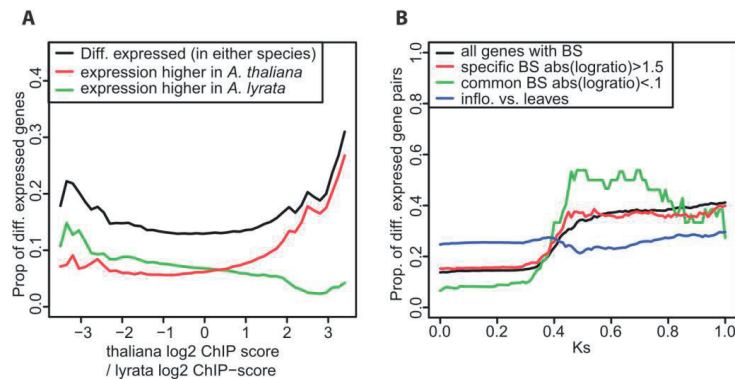 A
Diff. expressed (in either species)
expression higher in A. thaliana
expression higher in A. lyrata
Prop of diff. expressed genes
0.0
0.1
0.2
0.3
0.4
−3
−2
−1
0
1
2
3
thaliana log2 ChIP score
/ lyrata log2 ChIP−score
B
all genes with BS
specific BS abs(logratio)>1.5
common BS abs(logratio)<.1
inflo. vs. leaves
Prop. of diff. expressed gene pairs
0.0
0.2
0.4
0.6
0.8
1.0
0.0
0.2
0.4
0.6
0.8
1.0
Ks